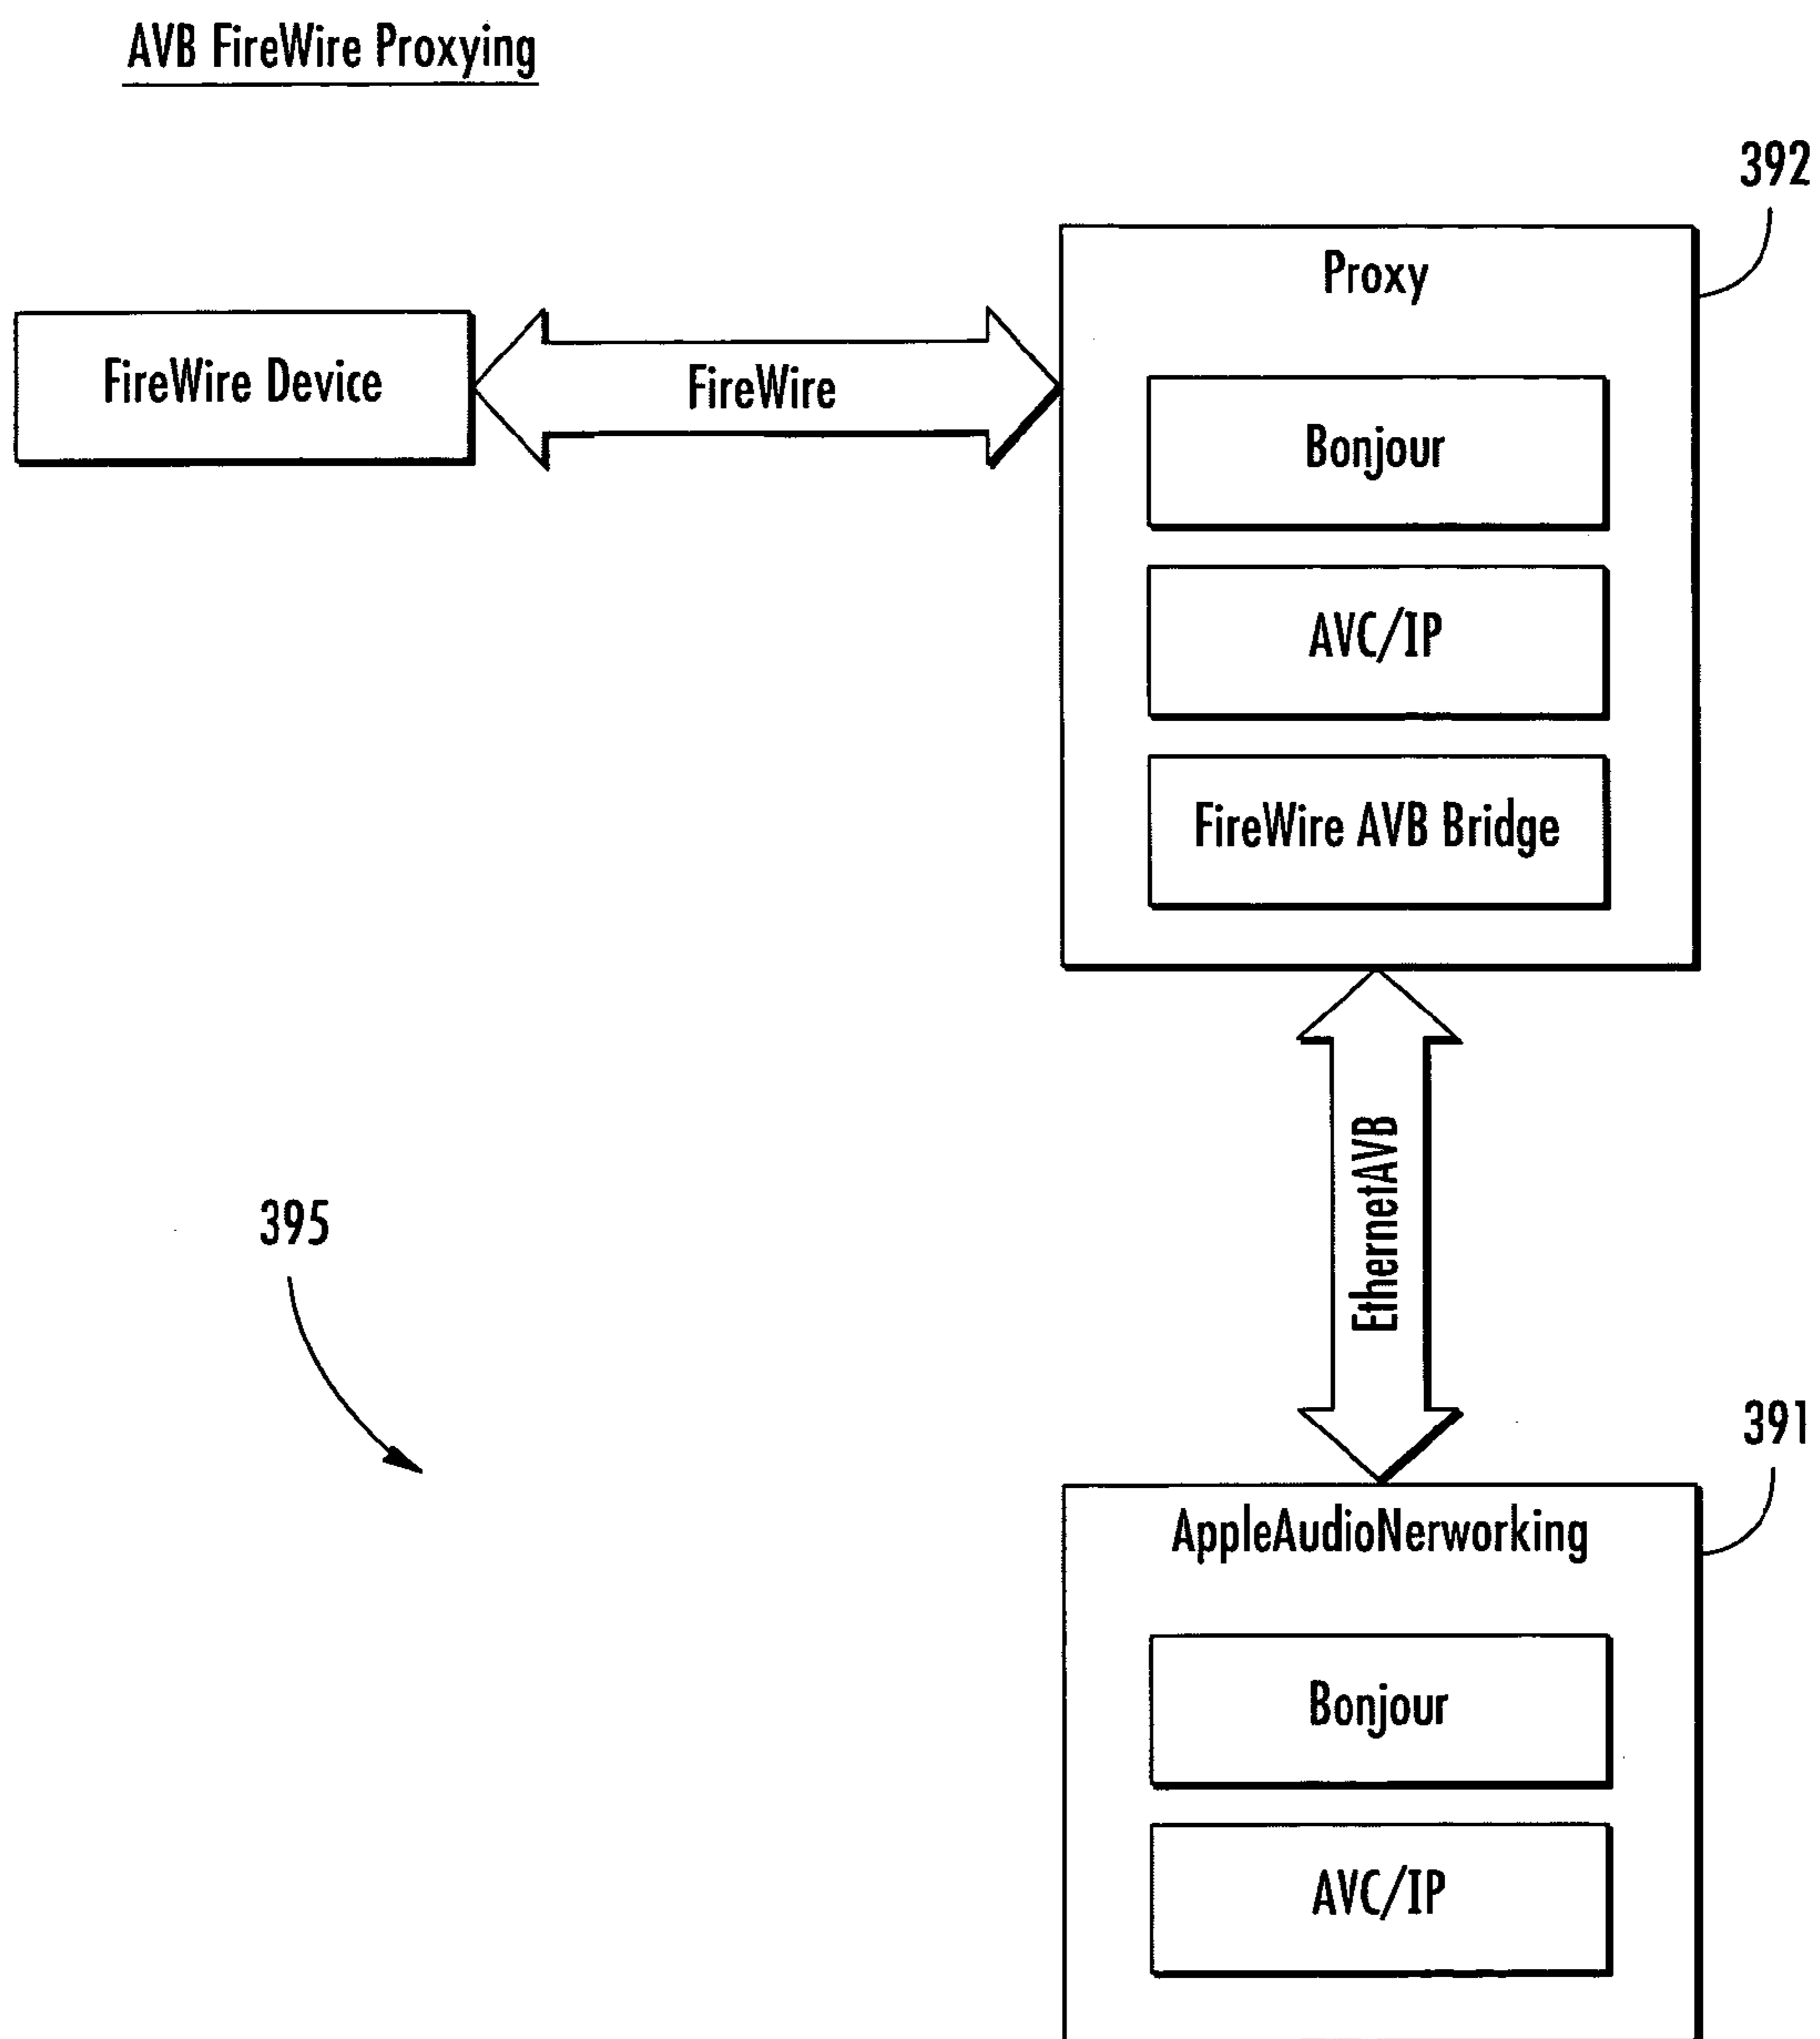 AVB FireWire Proxying
392
Proxy
FireWire Device
FireWire
Bonjour
AVC/IP
FireWire AVB Bridge
EthernetAVB
395
391
AppleAudioNerworking
Bonjour
AVC/IP